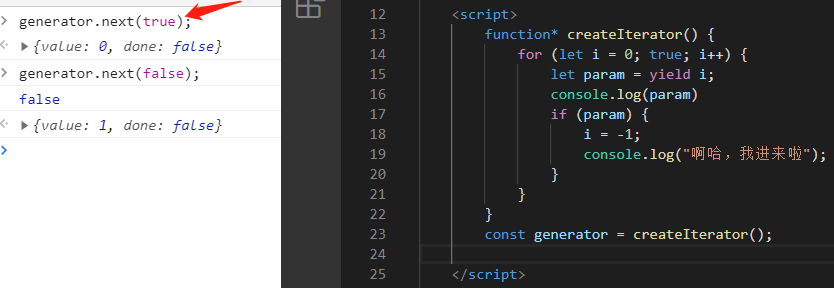 generator.next(true);
{value: 0, done: false}
generator.next(false);
false
{value: 1, done: false}
12 <script>
13 function* createIterator() {
14 for (let i = 0; true; i++) {
15 let param = yield i;
16 console.log(param)
17 if (param) {
18 i = -1;
19 console.log("啊哈，我进来啦");
20 }
21 }
22 }
23 const generator = createIterator();
24
25 </script>